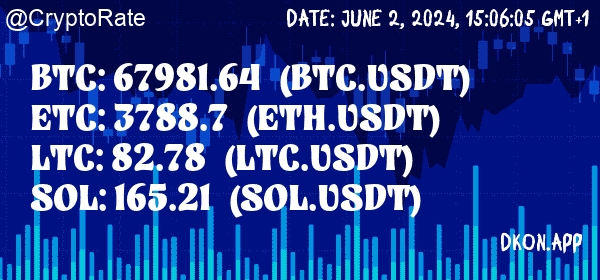 @CryptoRate
DATE: JUNE 2, 2024, 15:06:05 GMT+1
BTC: 67981.64 (BTC.USDT)
ETC: 3788.7 (ETH.USDT)
LTC: 82.78 (LTC.USDT)
SOL: 165.21 (SOL.USDT)
DKON.APP